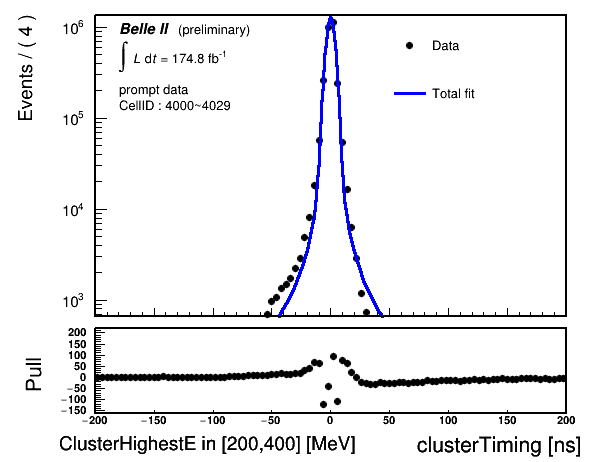 Events / ( 4 )
10⁶
10⁵
10⁴
10³
Belle II (preliminary)
∫ L dt = 174.8 fb⁻¹
prompt data
CellID : 4000~4029
Data
Total fit
Pull
200
150
100
50
0
−50
−100
−150
−200 −150 −100 −50 0 50 100 150 200
ClusterHighestE in [200,400] [MeV]
clusterTiming [ns]